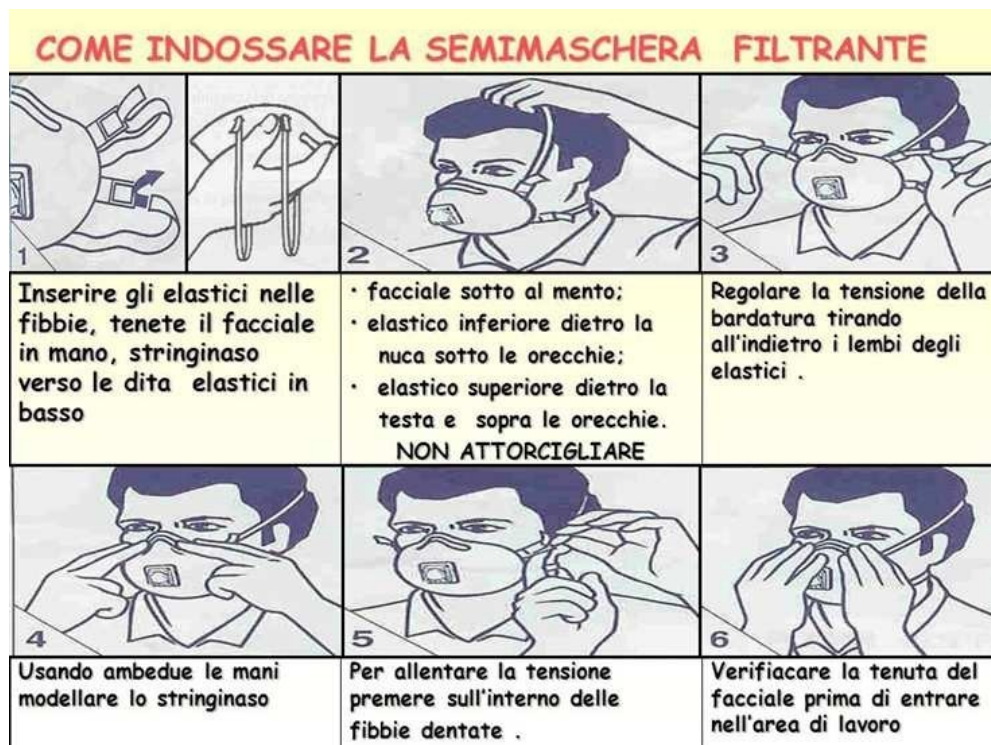 COME INDOSSARE LA SEMIMASCHERA FILTRANTE
1
Inserire gli elastici nelle
fibbie, tenete il facciale
in mano, stringinaso
verso le dita elastici in
basso
2
· facciale sotto al mento;
· elastico inferiore dietro la
nuca sotto le orecchie;
· elastico superiore dietro la
testa e sopra le orecchie.
NON ATTORCIGLIARE
3
Regolare la tensione della
bardatura tirando
all'indietro i lembi degli
elastici .
4
Usando ambedue le mani
modellare lo stringinaso
5
Per allentare la tensione
premere sull'interno delle
fibbie dentate .
6
Verifiacare la tenuta del
facciale prima di entrare
nell'area di lavoro